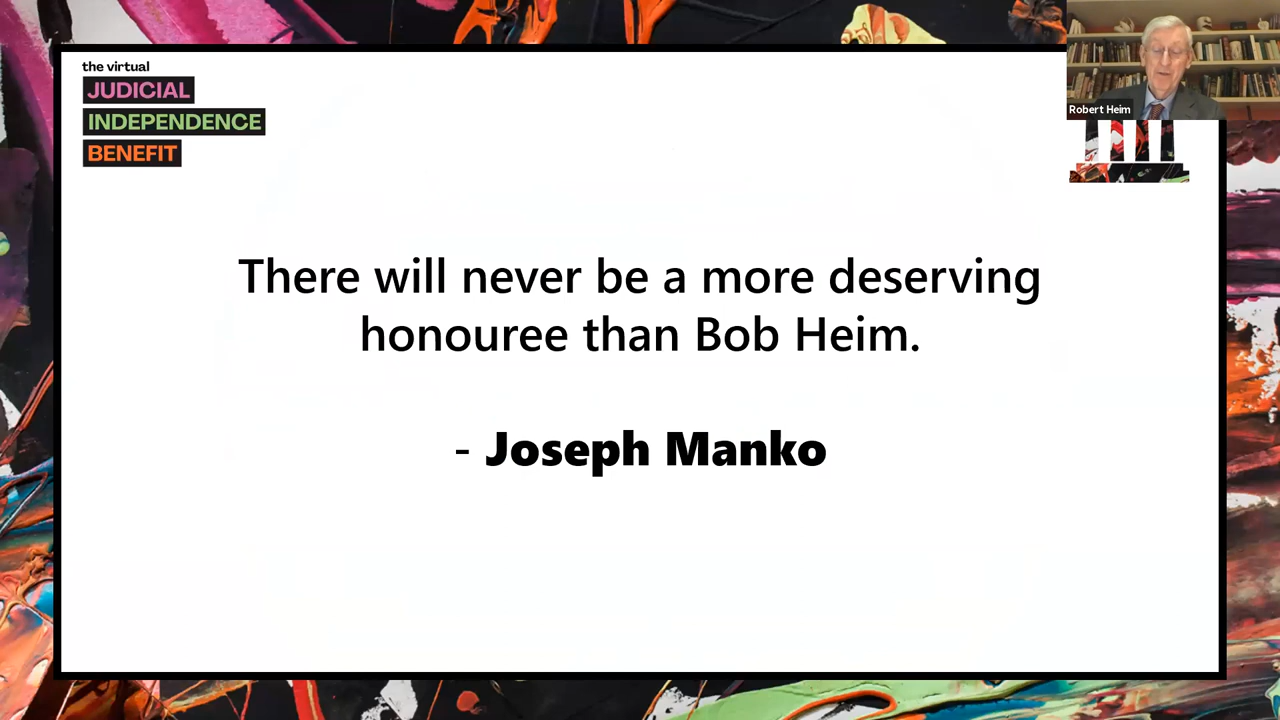 the virtual
JUDICIAL
INDEPENDENCE
BENEFIT
Robert Heim
There will never be a more deserving
honouree than Bob Heim.
- Joseph Manko